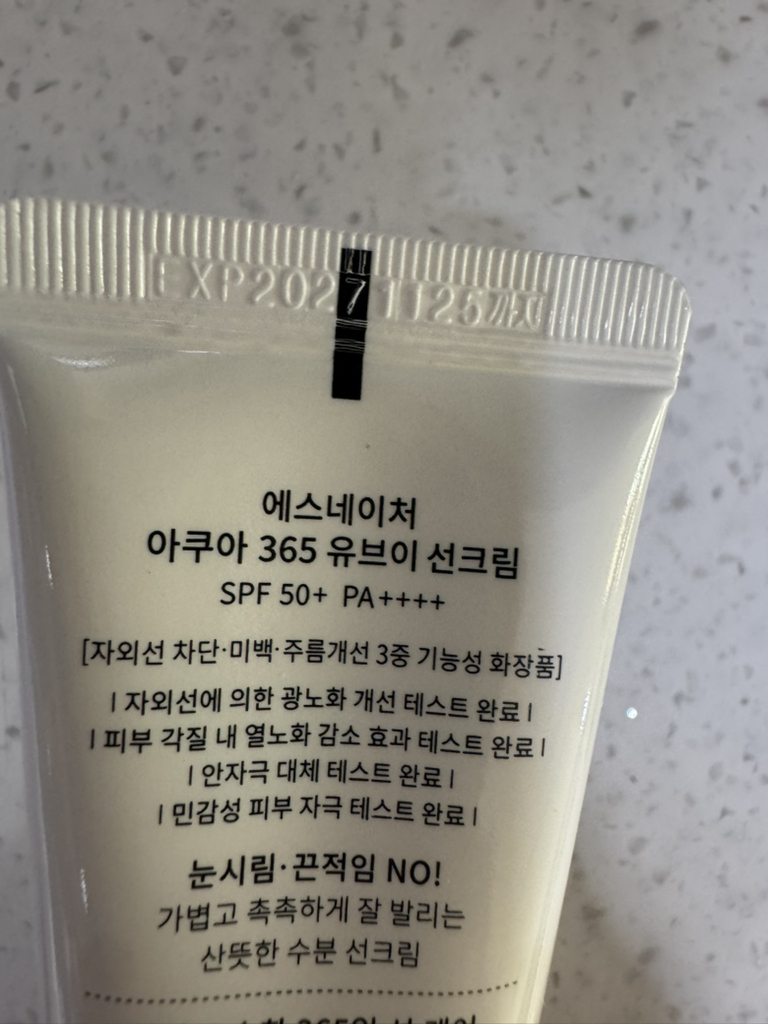 EXP20271125까지
에스네이처
아쿠아 365 유브이 선크림
SPF 50+ PA++++
[자외선 차단·미백·주름개선 3중 기능성 화장품]
I 자외선에 의한 광노화 개선 테스트 완료 I
I 피부 각질 내 열노화 감소 효과 테스트 완료 I
I 안자극 대체 테스트 완료 I
I 민감성 피부 자극 테스트 완료 I
눈시림·끈적임 NO!
가볍고 촉촉하게 잘 발리는
산뜻한 수분 선크림